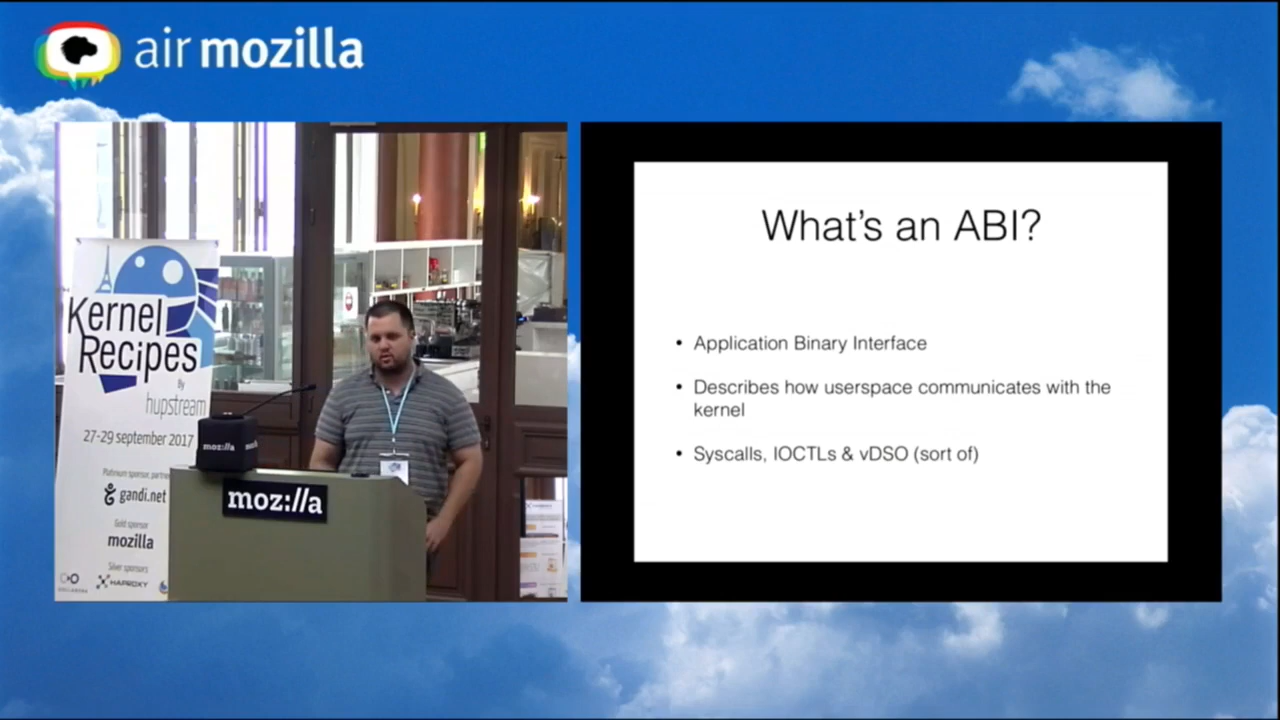 air mozilla
Kernel
Recipes
By
hupstream
27-29 september 2017
Platinum sponsor, partne
gandi.net
Gold sponsor
mozilla
Silver sponsors
HAPROXY
moz://a
moz://a
What's an ABI?
• Application Binary Interface
• Describes how userspace communicates with the
kernel
• Syscalls, IOCTLs & vDSO (sort of)